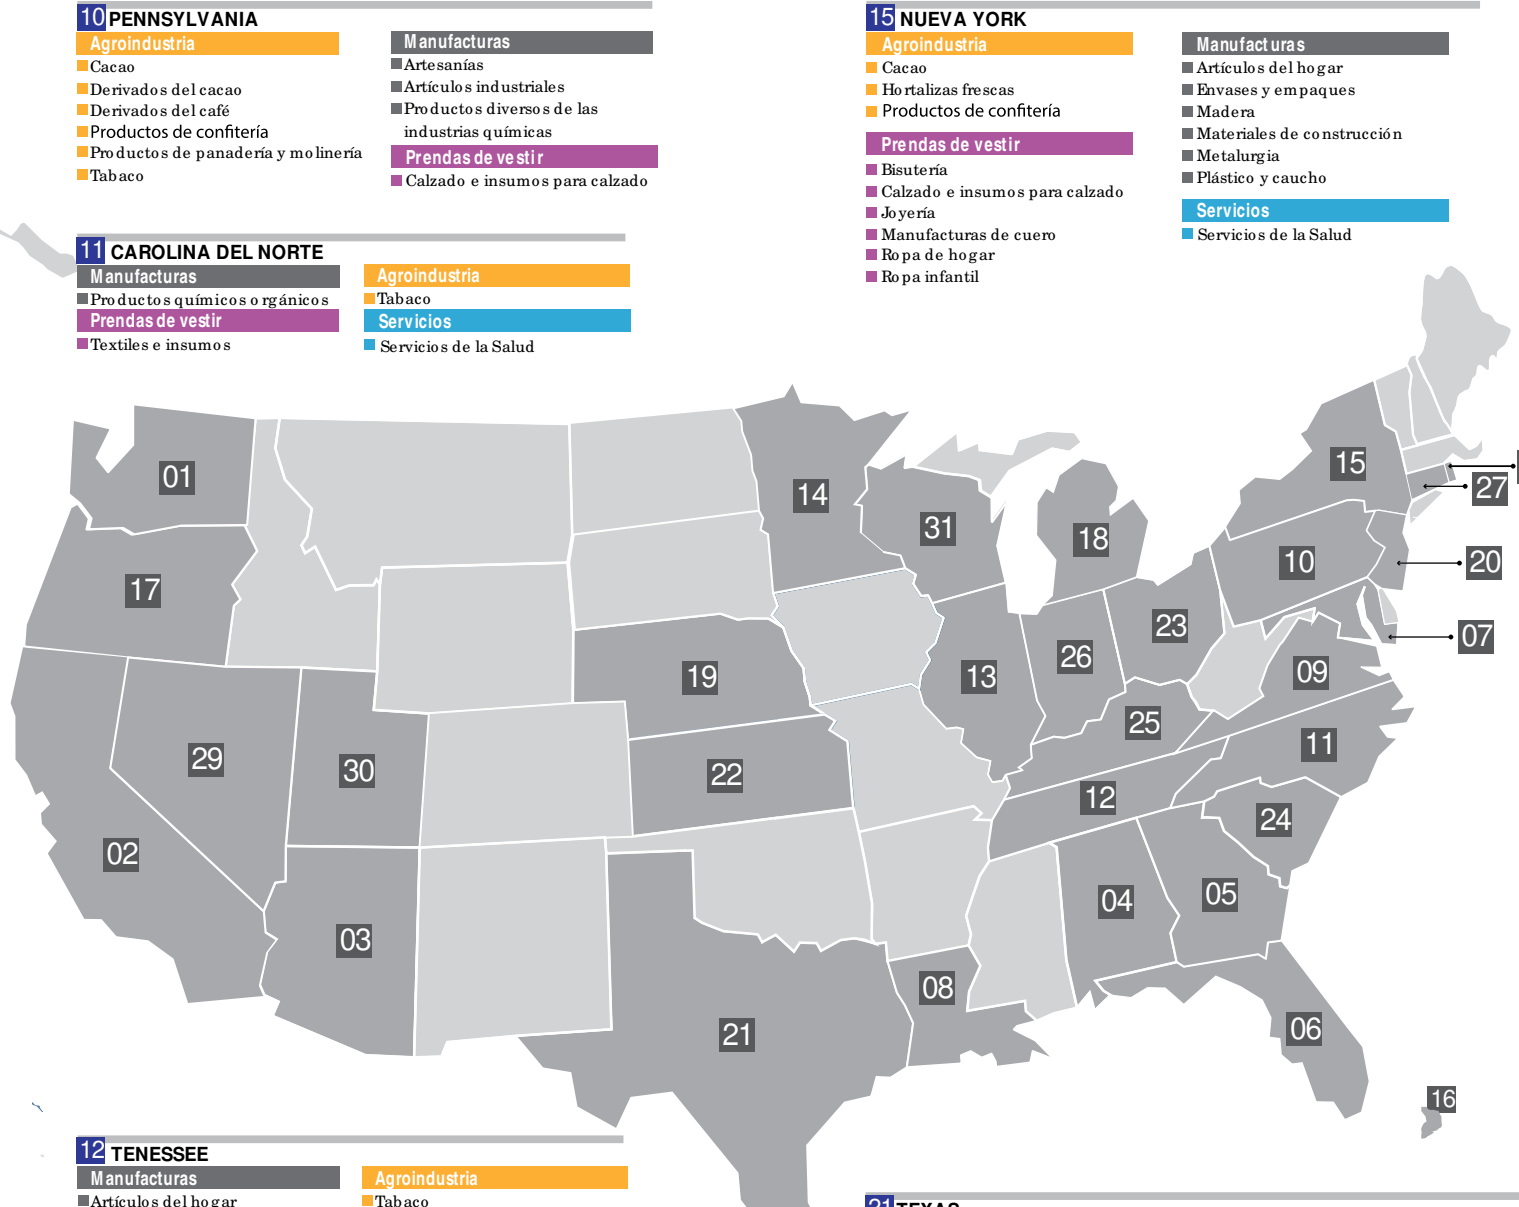 10 PENNSYLVANIA
Agroindustria
Cacao
Derivados del cacao
Derivados del café
Productos de confitería
Productos de panadería y molinería
Tabaco
Manufacturas
Artesanías
Artículos industriales
Productos diversos de las
industrias químicas
Prendas de vestir
Calzado e insumos para calzado
15 NUEVA YORK
Agroindustria
Cacao
Hortalizas frescas
Productos de confitería
Prendas de vestir
Bisutería
Calzado e insumos para calzado
Joyería
Manufacturas de cuero
Ropa de hogar
Ropa infantil
Manufacturas
Artículos del hogar
Envases y empaques
Madera
Materiales de construcción
Metalurgia
Plástico y caucho
Servicios
Servicios de la Salud
11 CAROLINA DEL NORTE
Manufacturas
Productos químicos orgánicos
Prendas de vestir
Textiles e insumos
Agroindustria
Tabaco
Servicios
Servicios de la Salud
01
14
15
27
31
18
10
20
17
23
07
19
13
26
09
25
11
29
30
22
12
24
02
03
04
05
08
21
06
16
12 TENESSEE
Manufacturas
Artículos del hogar
Agroindustria
Tabaco
21 TEXAS